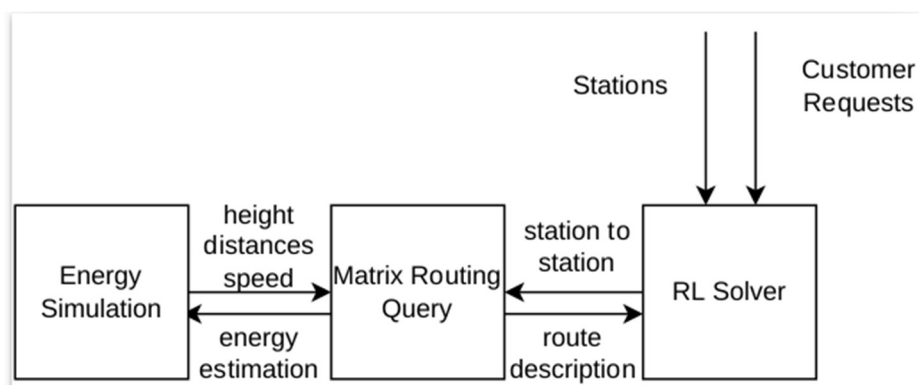 Stations
Customer
Requests
Energy
Simulation
height
distances
speed
energy
estimation
Matrix Routing
Query
station to
station
route
description
RL Solver